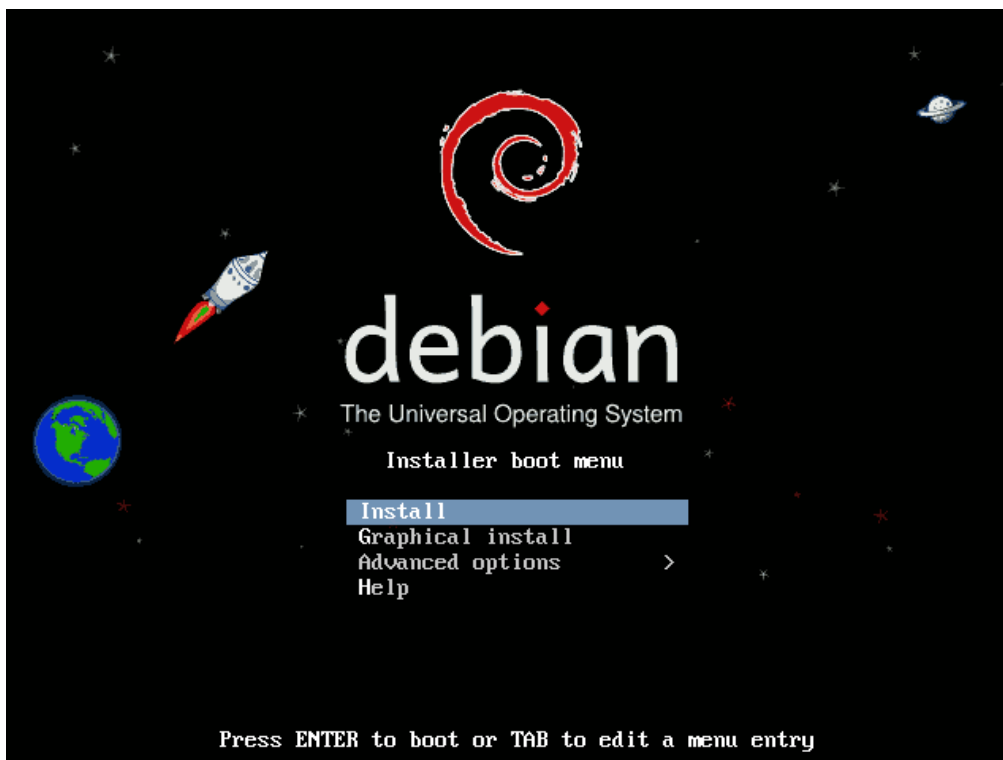 debian
The Universal Operating System
Installer boot menu
Install
Graphical install
Advanced options >
Help
Press ENTER to boot or TAB to edit a menu entry